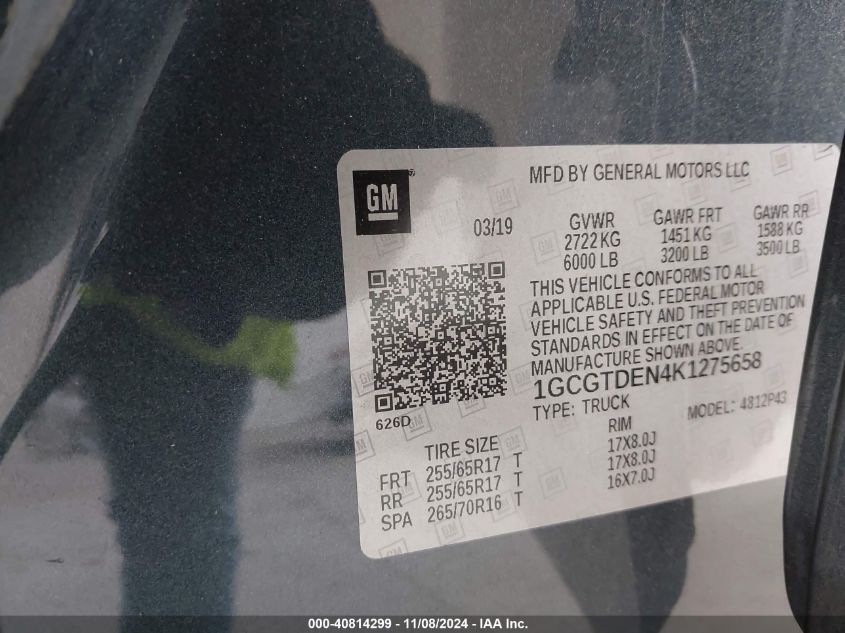 GM
MFD BY GENERAL MOTORS LLC
03/19
GVWR GAWR FRT GAWR RR
2722 KG 1451 KG 1588 KG
6000 LB 3200 LB 3500 LB
THIS VEHICLE CONFORMS TO ALL
APPLICABLE U.S. FEDERAL MOTOR
VEHICLE SAFETY AND THEFT PREVENTION
STANDARDS IN EFFECT ON THE DATE OF
MANUFACTURE SHOWN ABOVE.
1GCGTDEN4K1275658
TYPE: TRUCK MODEL: 4812P43
626D
TIRE SIZE RIM
FRT 255/65R17 T 17X8.0J
RR 255/65R17 T 17X8.0J
SPA 265/70R16 T 16X7.0J
000-40814299 - 11/08/2024 - IAA Inc.